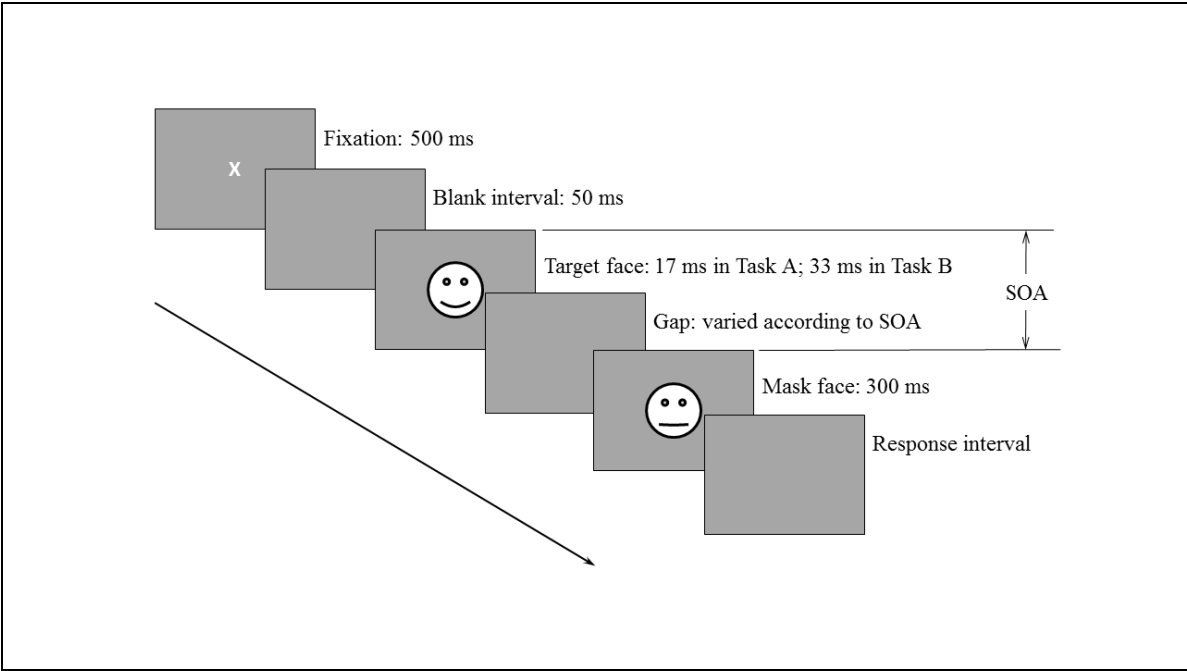 Fixation: 500 ms
X
Blank interval: 50 ms
Target face: 17 ms in Task A; 33 ms in Task B
SOA
Gap: varied according to SOA
Mask face: 300 ms
Response interval